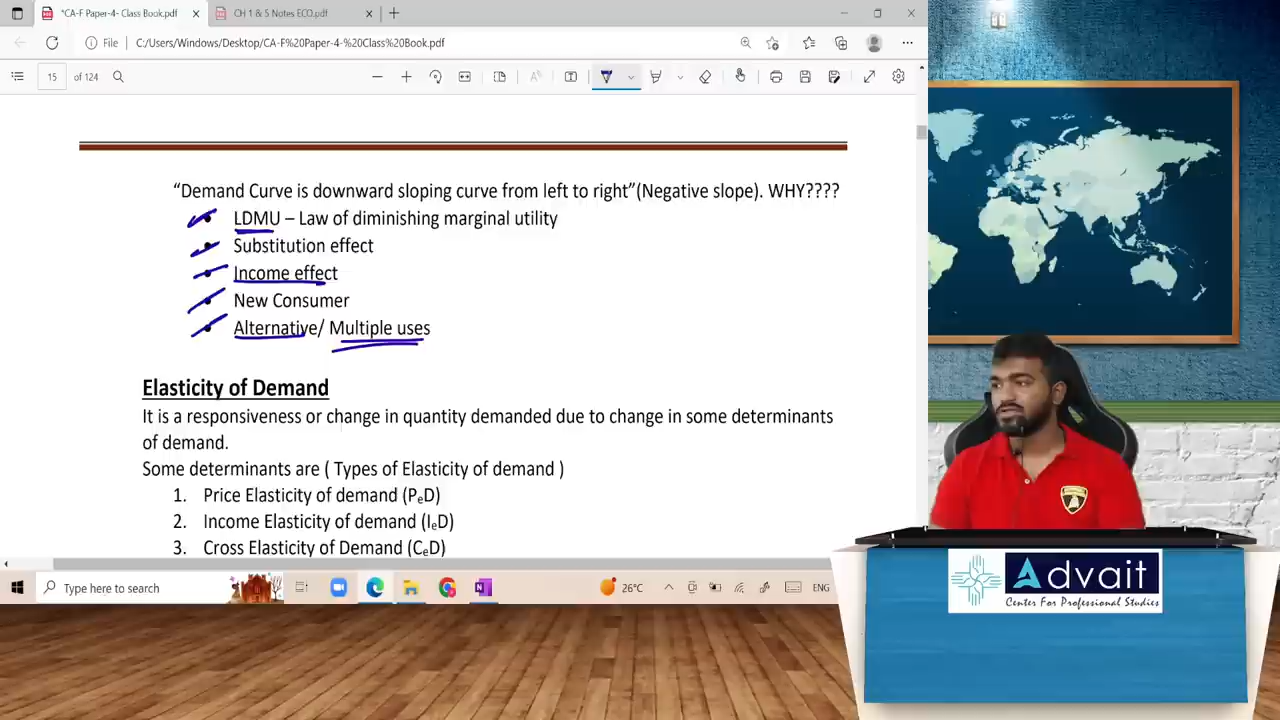 *CA-F Paper-4- Class Book.pdf
CH 1 & 5 Notes ECO.pdf
File
C:/Users/Windows/Desktop/CA-F%20Paper-4-%20Class%20Book.pdf
15 of 124
“Demand Curve is downward sloping curve from left to right”(Negative slope). WHY????
LDMU – Law of diminishing marginal utility
Substitution effect
Income effect
New Consumer
Alternative/ Multiple uses
Elasticity of Demand
It is a responsiveness or change in quantity demanded due to change in some determinants
of demand.
Some determinants are ( Types of Elasticity of demand )
1. Price Elasticity of demand (PeD)
2. Income Elasticity of demand (IeD)
3. Cross Elasticity of Demand (CeD)
Type here to search
26°C
ENG
Advait
Center For Professional Studies